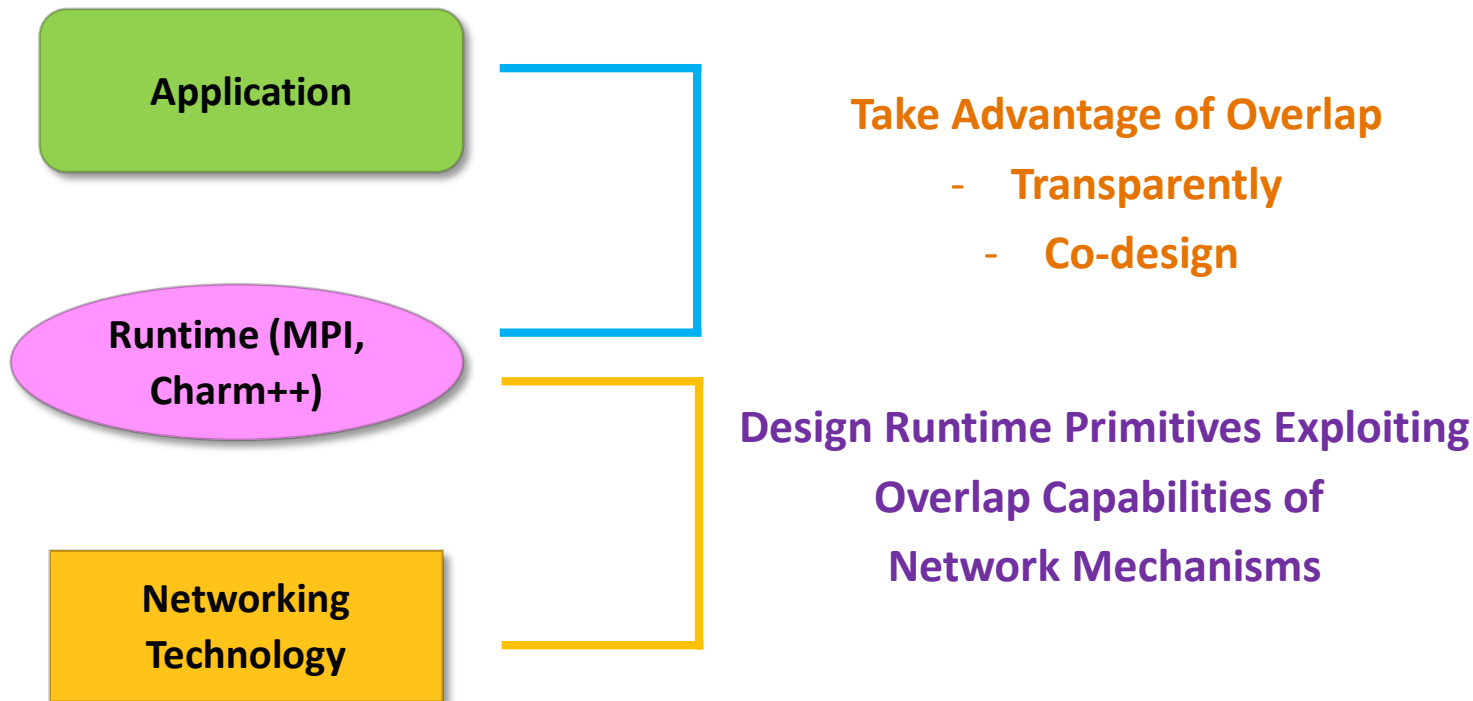 Application
Take Advantage of Overlap
- Transparently
- Co-design
Runtime (MPI,
Charm++)
Design Runtime Primitives Exploiting
Overlap Capabilities of
Network Mechanisms
Networking
Technology